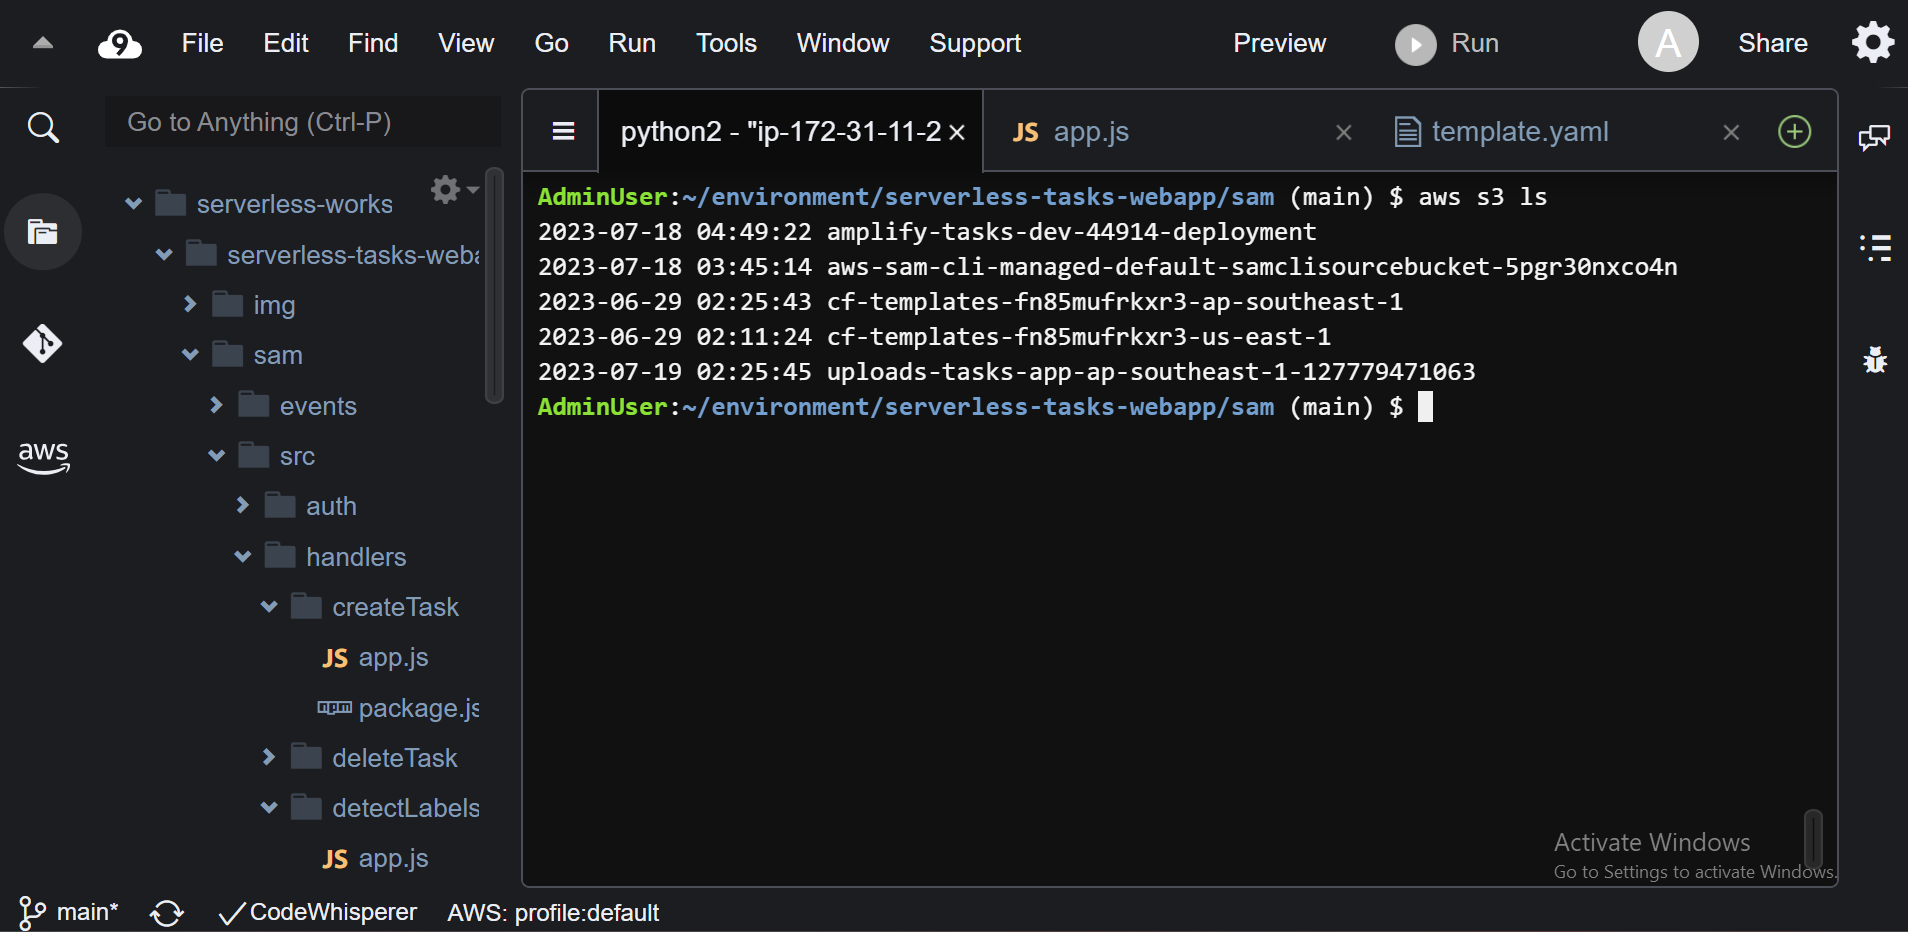 9 File Edit Find View Go Run Tools Window Support Preview Run A Share
Go to Anything (Ctrl-P)
python2 - "ip-172-31-11-2 × JS app.js × template.yaml ×
serverless-works
serverless-tasks-weba
img
sam
events
src
auth
handlers
createTask
JS app.js
package.js
deleteTask
detectLabels
JS app.js
aws
AdminUser:~/environment/serverless-tasks-webapp/sam (main) $ aws s3 ls
2023-07-18 04:49:22 amplify-tasks-dev-44914-deployment
2023-07-18 03:45:14 aws-sam-cli-managed-default-samclisourcebucket-5pgr30nxco4n
2023-06-29 02:25:43 cf-templates-fn85mufrkxr3-ap-southeast-1
2023-06-29 02:11:24 cf-templates-fn85mufrkxr3-us-east-1
2023-07-19 02:25:45 uploads-tasks-app-ap-southeast-1-127779471063
AdminUser:~/environment/serverless-tasks-webapp/sam (main) $
Activate Windows
Go to Settings to activate Windows.
main* CodeWhisperer AWS: profile:default